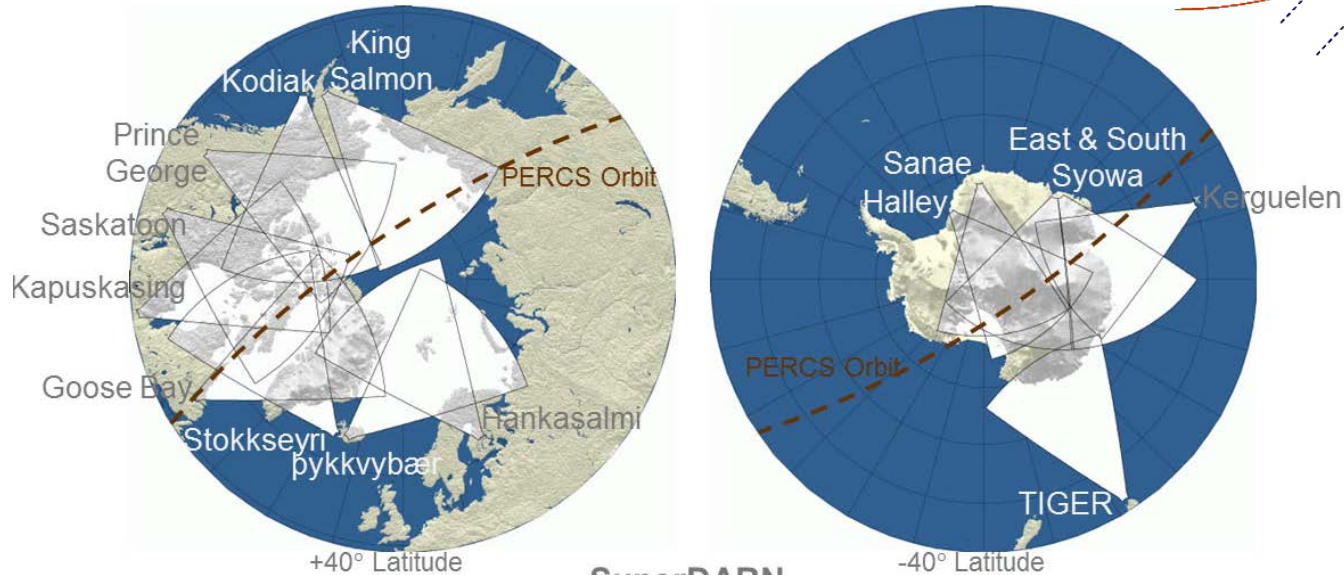 King
Salmon
Kodiak
Prince
George
Saskatoon
Kapuskasing
Goose Bay
Stokkseyri
þykkvybær
Hankasalmi
PERCS Orbit
+40° Latitude
Sanae
Halley
East & South
Syowa
Kerguelen
PERCS Orbit
TIGER
-40° Latitude
SuperDARN